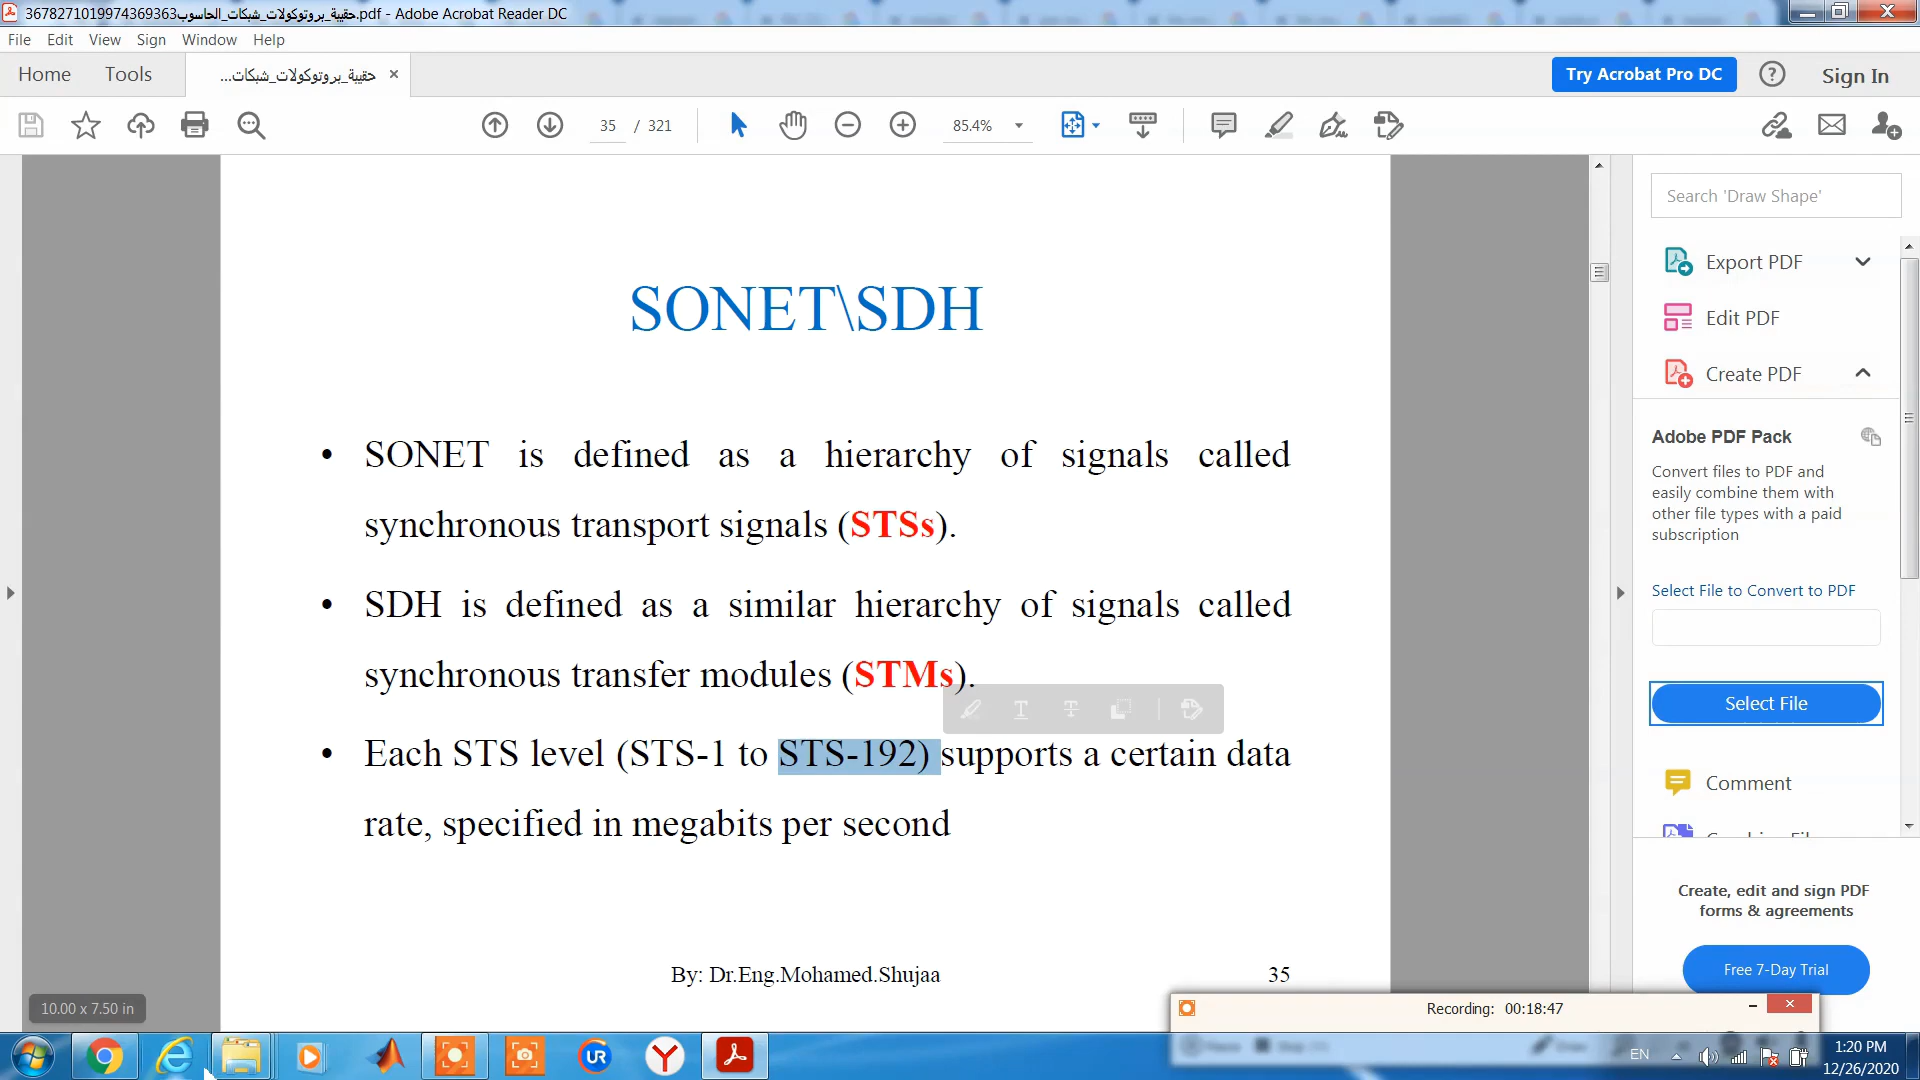 3678271019974369363حقيبة_بروتوكولات_شبكات_الحاسوب.pdf - Adobe Acrobat Reader DC
File Edit View Sign Window Help
Home Tools حقيبة_بروتوكولات_شبكات... × Try Acrobat Pro DC Sign In
35 / 321 85.4%
Search 'Draw Shape'
Export PDF
Edit PDF
Create PDF
Adobe PDF Pack
Convert files to PDF and
easily combine them with
other file types with a paid
subscription
Select File to Convert to PDF
Select File
Comment
Create, edit and sign PDF
forms & agreements
Free 7-Day Trial
SONET\SDH
• SONET is defined as a hierarchy of signals called
synchronous transport signals (STSs).
• SDH is defined as a similar hierarchy of signals called
synchronous transfer modules (STMs).
• Each STS level (STS-1 to STS-192) supports a certain data
rate, specified in megabits per second
By: Dr.Eng.Mohamed.Shujaa 35
10.00 x 7.50 in
Recording: 00:18:47
UR
EN
1:20 PM
12/26/2020